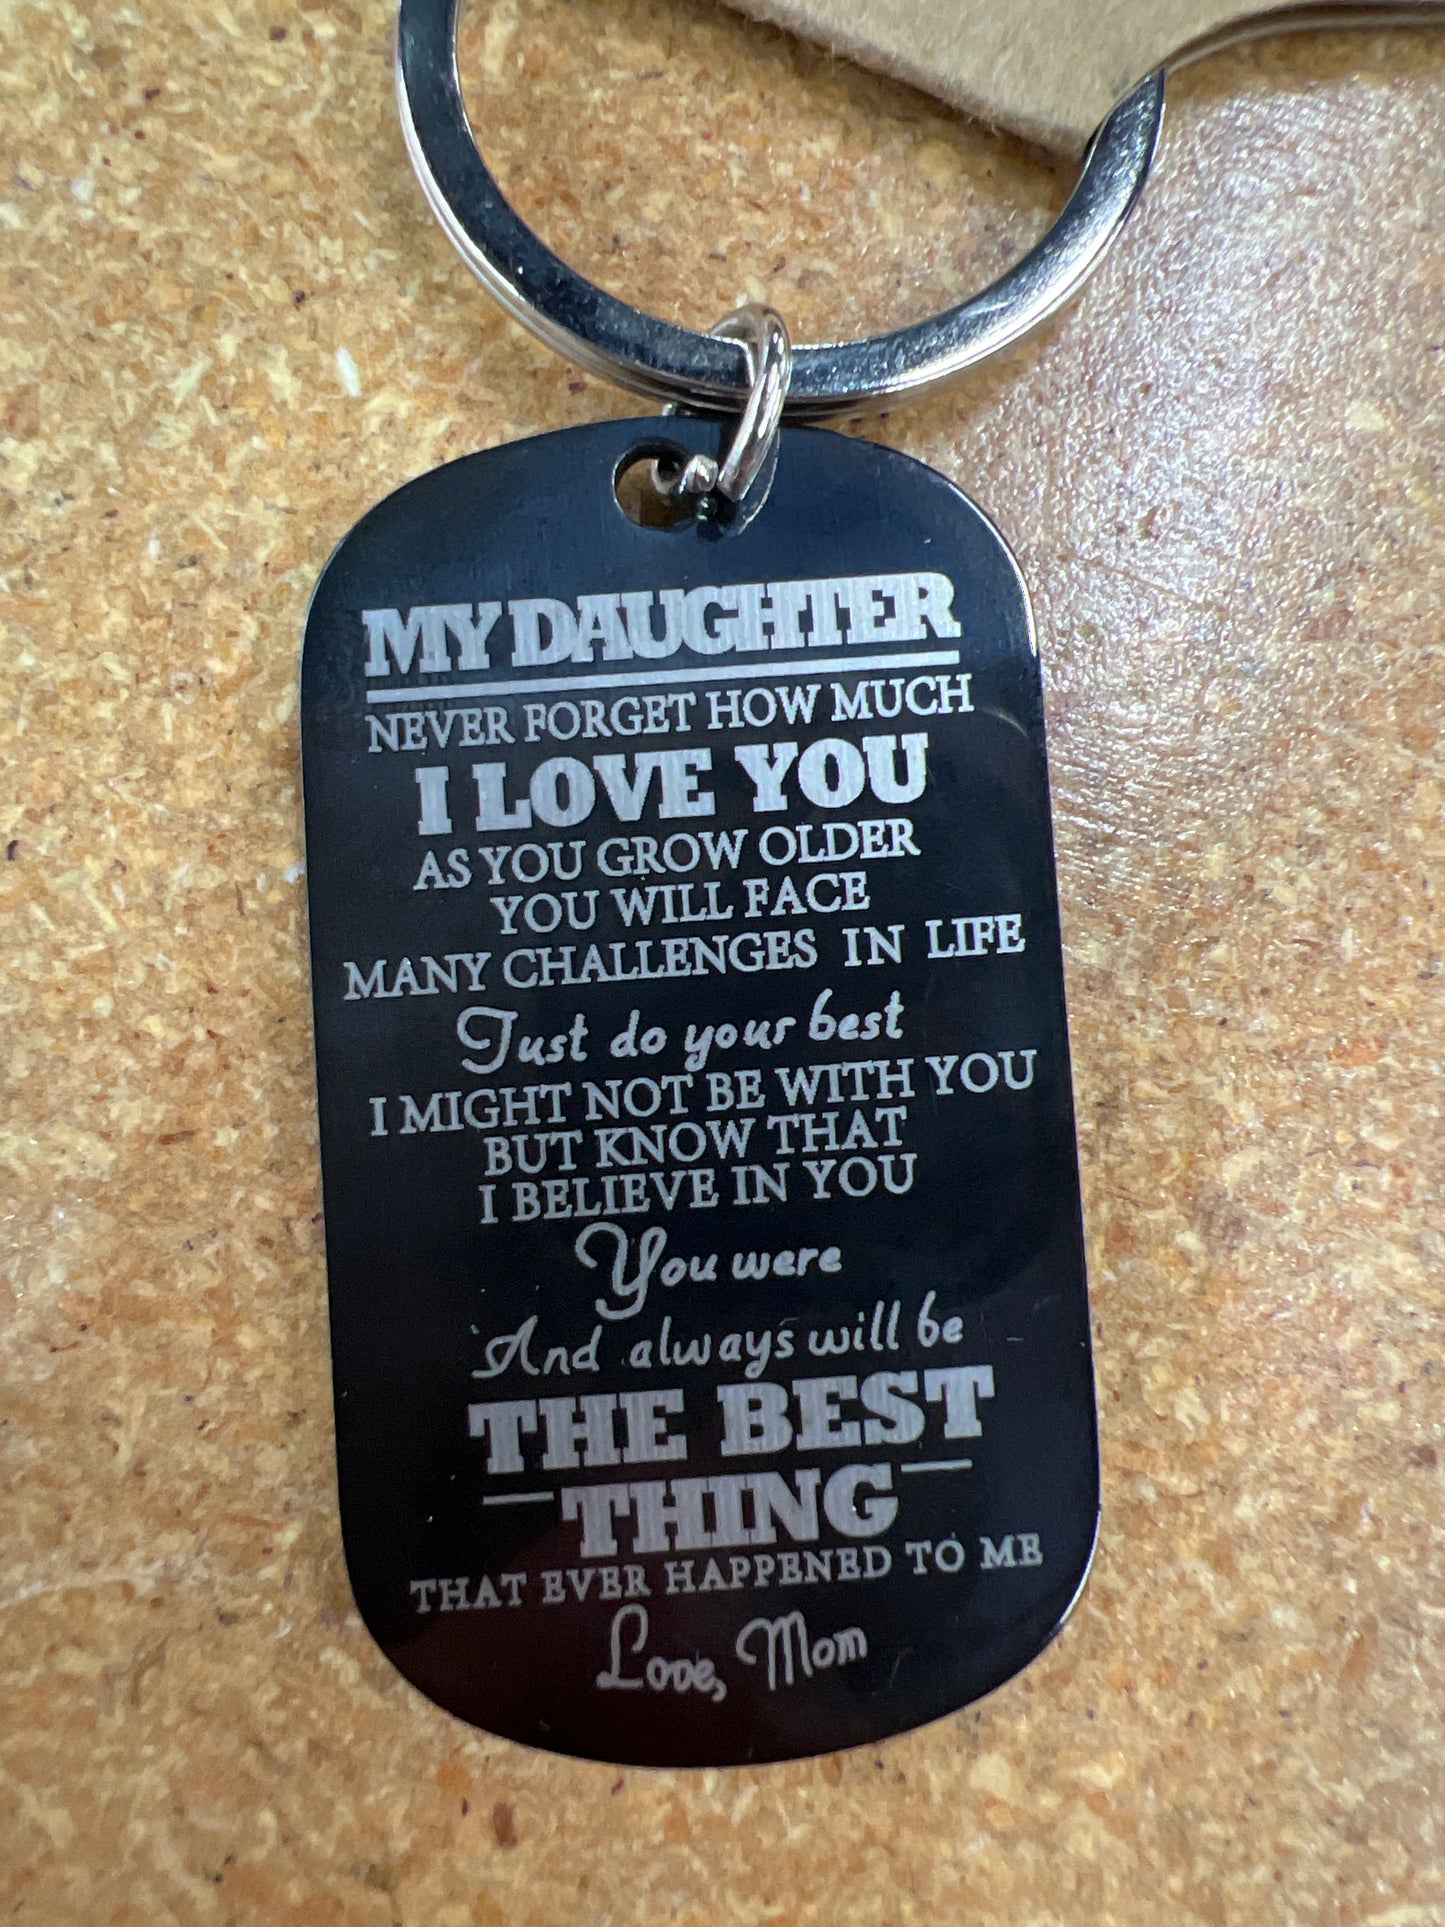 MY DAUGHTER
NEVER FORGET HOW MUCH
I LOVE YOU
AS YOU GROW OLDER
YOU WILL FACE
MANY CHALLENGES IN LIFE
Just do your best
I MIGHT NOT BE WITH YOU
BUT KNOW THAT
I BELIEVE IN YOU
You were
And always will be
THE BEST
THING
THAT EVER HAPPENED TO ME
Love, Mom